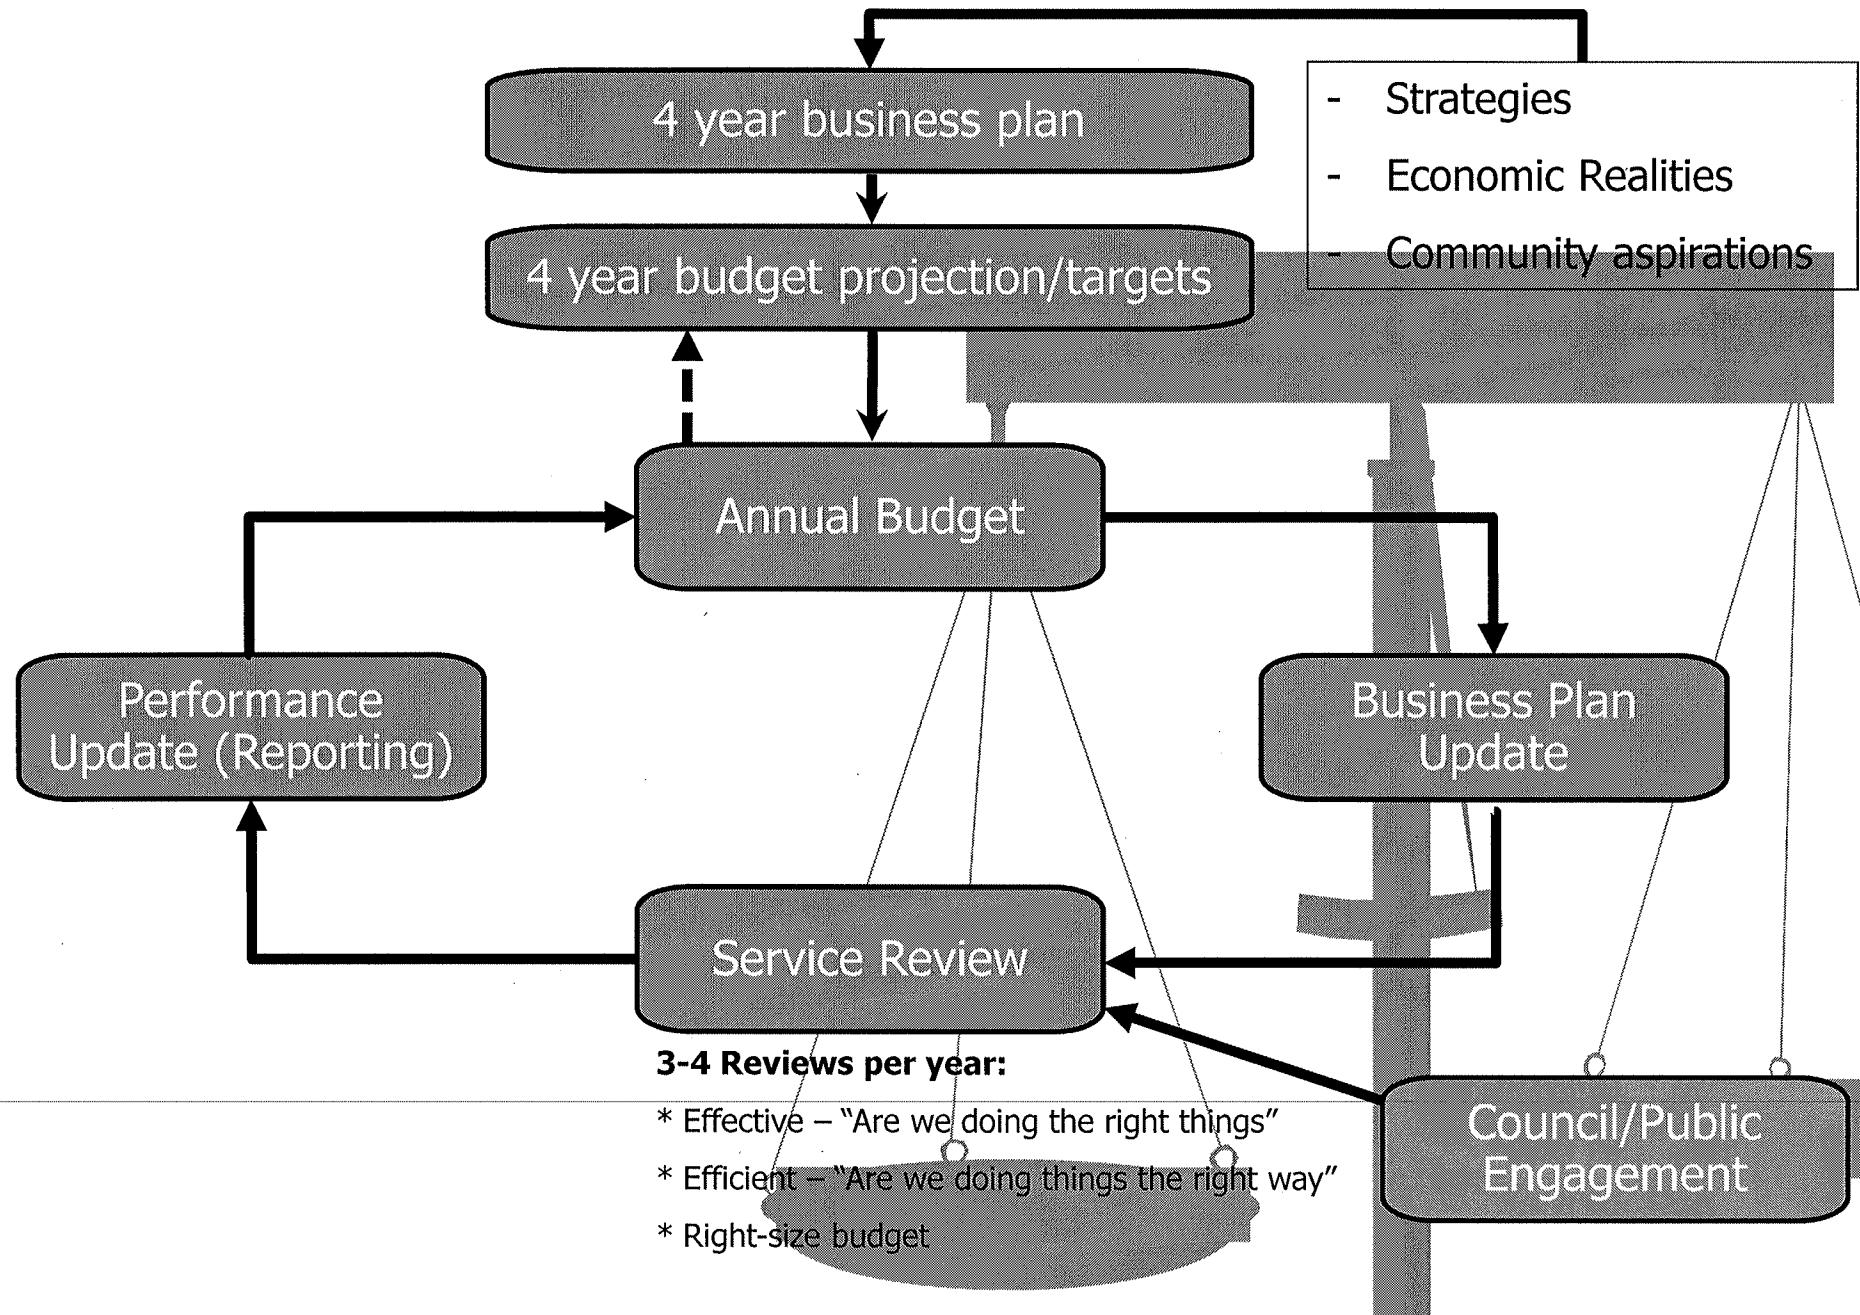 4 year business plan
- Strategies
- Economic Realities
- Community aspirations
4 year budget projection/targets
Annual Budget
Performance
Update (Reporting)
Business Plan
Update
Service Review
3-4 Reviews per year:
* Effective – “Are we doing the right things”
* Efficient – “Are we doing things the right way”
* Right-size budget
Council/Public
Engagement